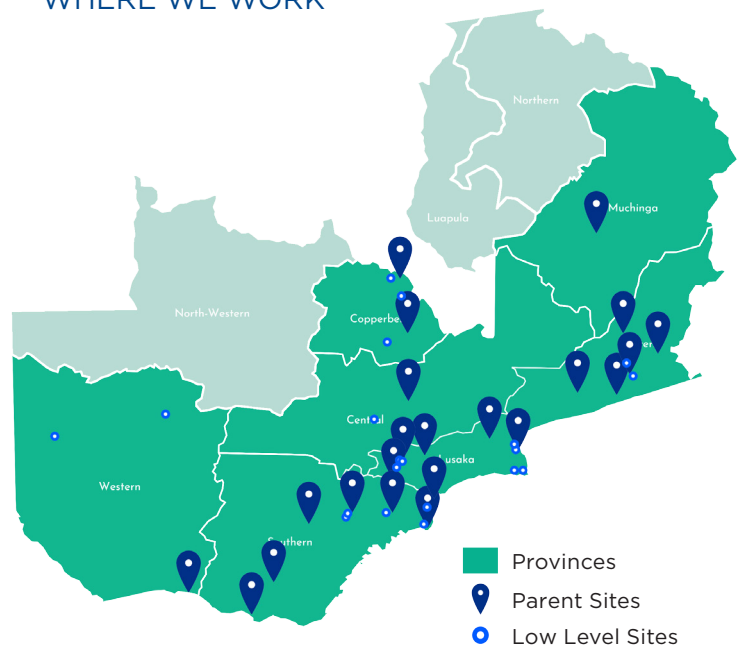 WHERE WE WORK
Northern
Muchinga
Luapula
North-Western
Copperbe
ern
Central
Lusaka
Western
Southern
Provinces
Parent Sites
Low Level Sites